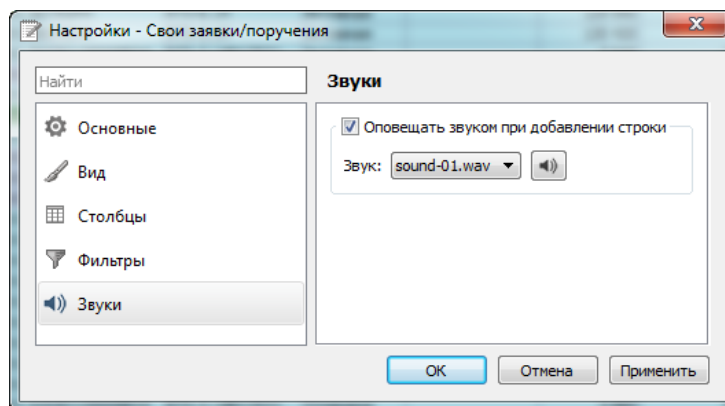 Настройки - Свои заявки/поручения
Найти
Основные
Вид
Столбцы
Фильтры
Звуки
Звуки
Оповещать звуком при добавлении строки
Звук: sound-01.wav
OK Отмена Применить